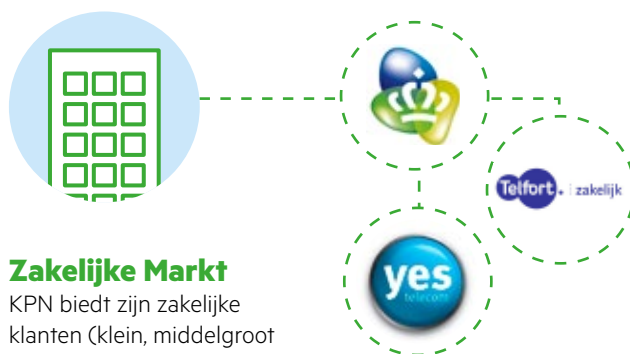 Telfort. zakelijk
yes
telecom
Zakelijke Markt
KPN biedt zijn zakelijke
klanten (klein, middelgroot